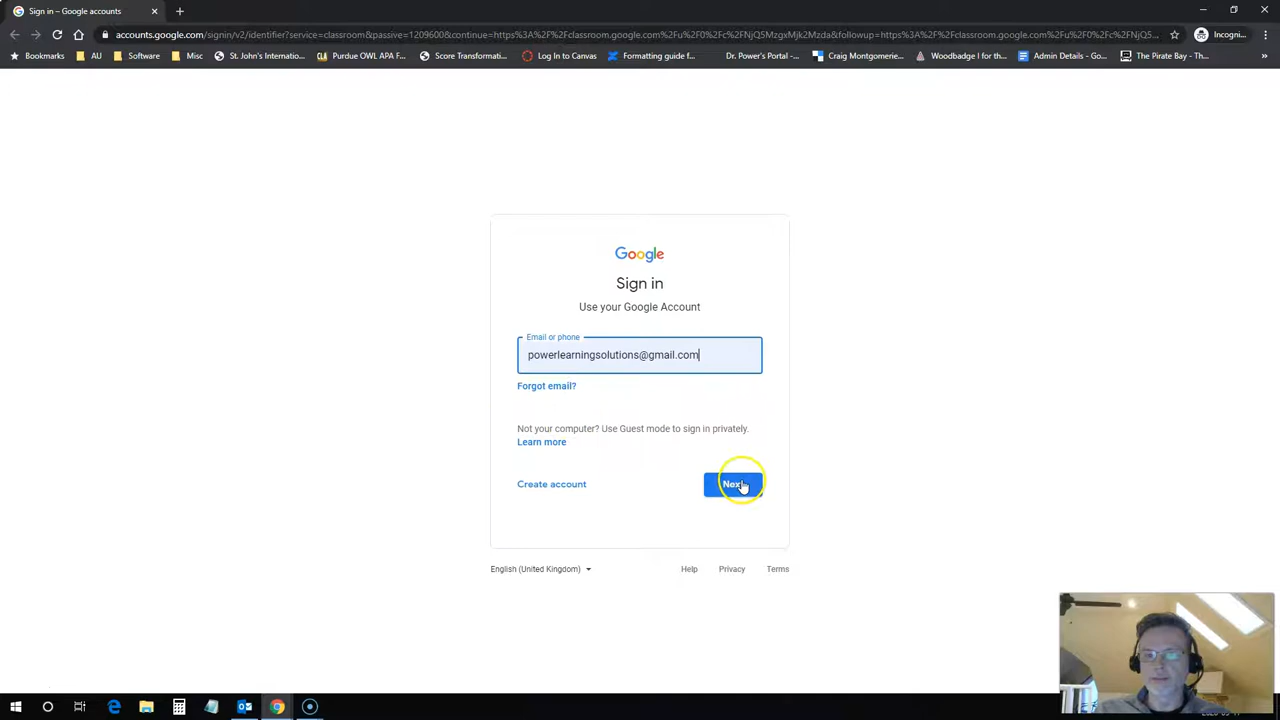 Sign in – Google accounts
accounts.google.com/signin/v2/identifier?service=classroom&passive=1209600&continue=https%3A%2F%2Fclassroom.google.com%2Fu%2F0%2Fc%2FNjQ5MzgxMjk2Mzda&followup=https%3A%2F%2Fclassroom.google.com%2Fu%2F0%2Fc%2FNjQ5...
Incogni...
Bookmarks
Software
Misc
St. John's Internatio...
Purdue OWL APA F...
Score Transformati...
Log In to Canvas
Formatting guide f...
Dr. Power's Portal -...
Craig Montgomerie...
Woodbadge I for th...
Admin Details - Go...
The Pirate Bay - Th...
Google
Sign in
Use your Google Account
Email or phone
powerlearningsolutions@gmail.com
Forgot email?
Not your computer? Use Guest mode to sign in privately.
Learn more
Create account
Next
English (United Kingdom)
Help
Privacy
Terms